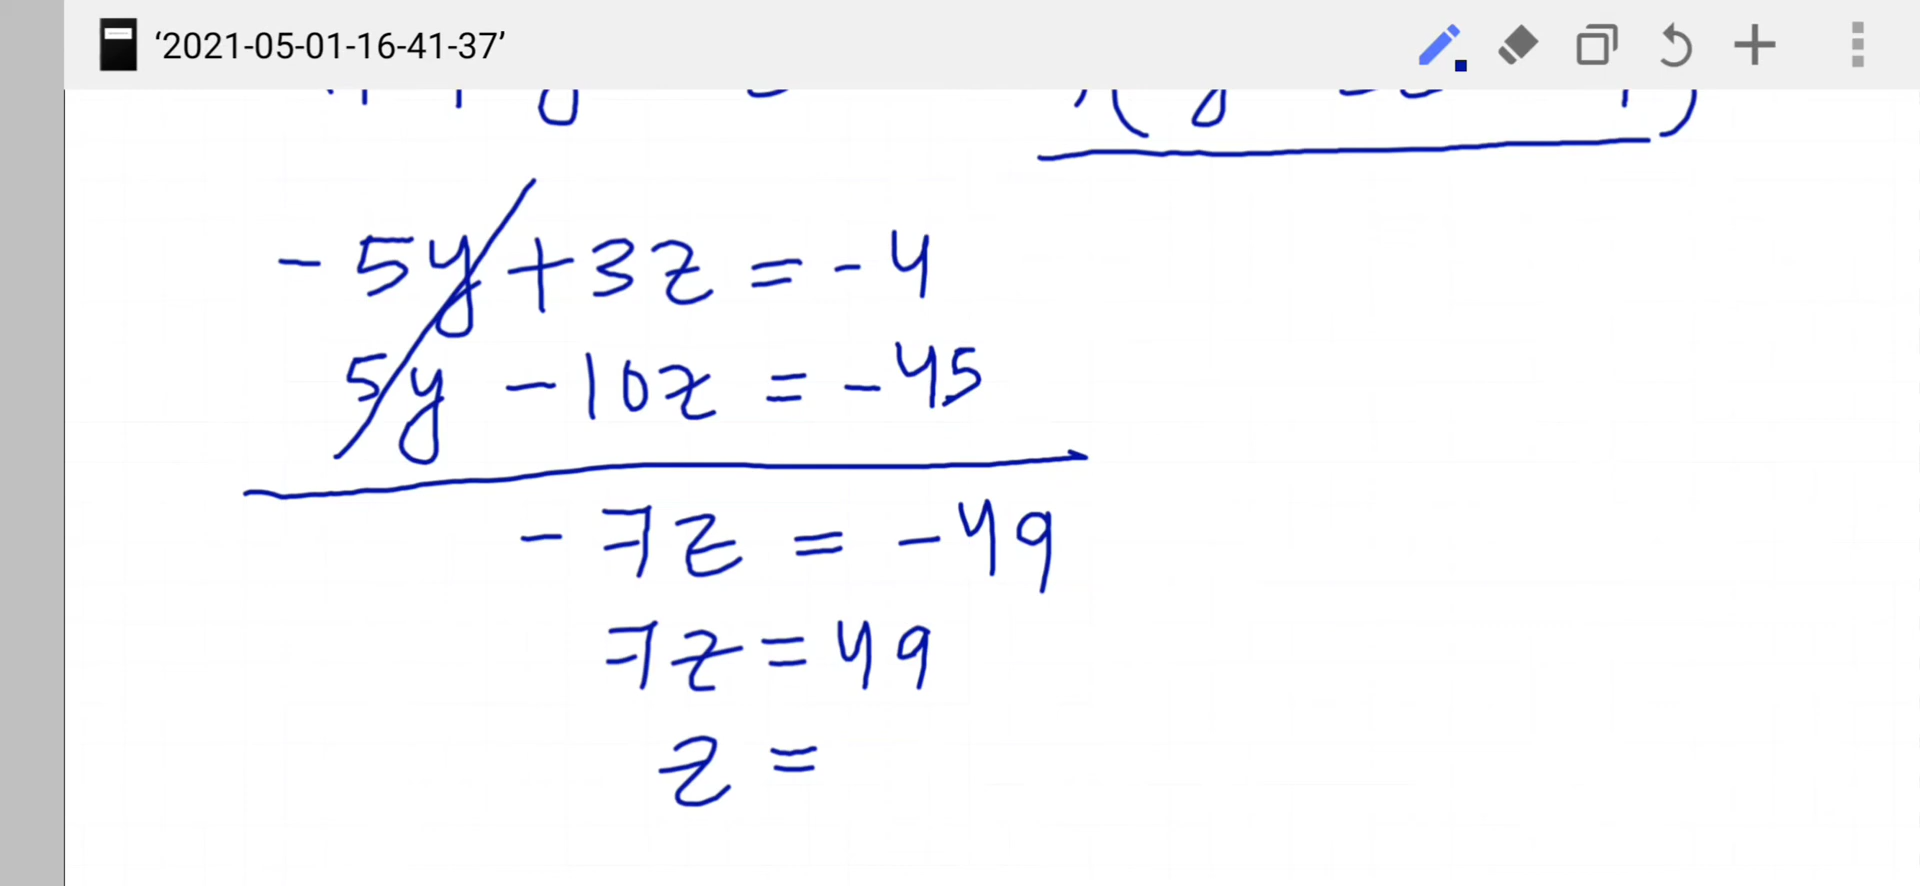 ‘2021-05-01-16-41-37’
- 5y + 3z = - 4
5y - 10z = - 45
- 7z = - 49
7z = 49
z =